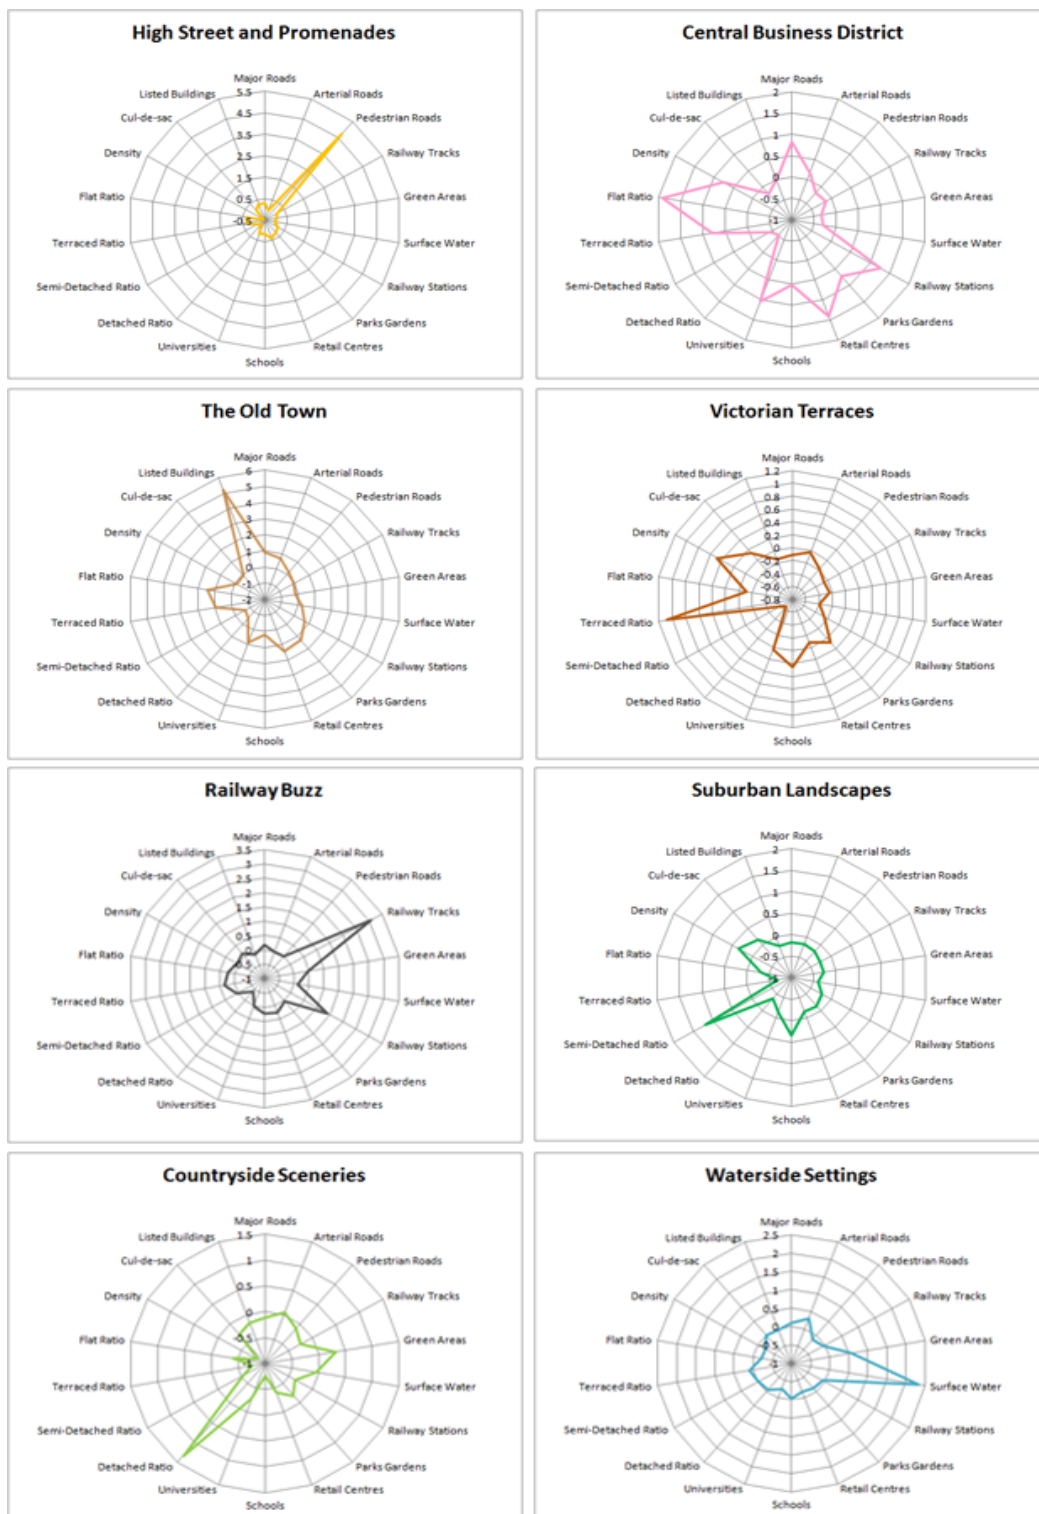 High Street and Promenades
Major Roads
Listed Buildings
5.5
Arterial Roads
Cul-de-sac
4.5
Pedestrian Roads
3.5
Density
2.5
Railway Tracks
1.5
Flat Ratio
0.5
Green Areas
-0.5
Terraced Ratio
Surface Water
Semi-Detached Ratio
Railway Stations
Detached Ratio
Parks Gardens
Universities
Retail Centres
Schools
Central Business District
Major Roads
Listed Buildings
2
Arterial Roads
Cul-de-sac
1.5
Pedestrian Roads
1
Density
0.5
Railway Tracks
0
Flat Ratio
-0.5
Green Areas
-1
Terraced Ratio
Surface Water
Semi-Detached Ratio
Railway Stations
Detached Ratio
Parks Gardens
Universities
Retail Centres
Schools
The Old Town
Major Roads
Listed Buildings
6
Arterial Roads
5
Cul-de-sac
4
Pedestrian Roads
3
Density
2
Railway Tracks
1
0
Flat Ratio
-1
Green Areas
-2
Terraced Ratio
Surface Water
Semi-Detached Ratio
Railway Stations
Detached Ratio
Parks Gardens
Universities
Retail Centres
Schools
Victorian Terraces
Major Roads
Listed Buildings
1.2
Arterial Roads
1
Cul-de-sac
0.8
Pedestrian Roads
0.6
0.4
Density
0.2
Railway Tracks
0
-0.2
Flat Ratio
-0.4
Green Areas
-0.6
-0.8
Terraced Ratio
Surface Water
Semi-Detached Ratio
Railway Stations
Detached Ratio
Parks Gardens
Universities
Retail Centres
Schools
Railway Buzz
Major Roads
Listed Buildings
3.5
Arterial Roads
3
Cul-de-sac
2.5
Pedestrian Roads
2
1.5
Density
1
Railway Tracks
0.5
0
Flat Ratio
-0.5
Green Areas
-1
Terraced Ratio
Surface Water
Semi-Detached Ratio
Railway Stations
Detached Ratio
Parks Gardens
Universities
Retail Centres
Schools
Suburban Landscapes
Major Roads
Listed Buildings
2
Arterial Roads
Cul-de-sac
1.5
Pedestrian Roads
1
Density
0.5
Railway Tracks
0
Flat Ratio
-0.5
Green Areas
-1
Terraced Ratio
Surface Water
Semi-Detached Ratio
Railway Stations
Detached Ratio
Parks Gardens
Universities
Retail Centres
Schools
Countryside Sceneries
Major Roads
Listed Buildings
1.5
Arterial Roads
Cul-de-sac
1
Pedestrian Roads
0.5
Density
Railway Tracks
0
Flat Ratio
-0.5
Green Areas
-1
Terraced Ratio
Surface Water
Semi-Detached Ratio
Railway Stations
Detached Ratio
Parks Gardens
Universities
Retail Centres
Schools
Waterside Settings
Major Roads
Listed Buildings
2.5
Arterial Roads
2
Cul-de-sac
1.5
Pedestrian Roads
1
Density
0.5
Railway Tracks
0
Flat Ratio
-0.5
Green Areas
-1
Terraced Ratio
Surface Water
Semi-Detached Ratio
Railway Stations
Detached Ratio
Parks Gardens
Universities
Retail Centres
Schools